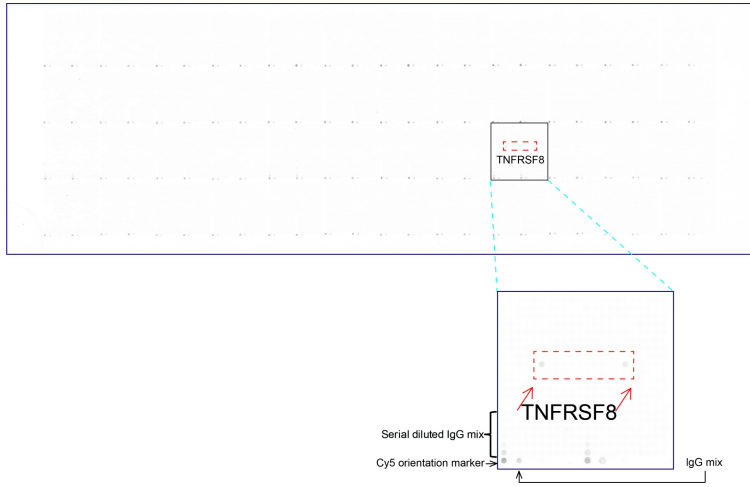 TNFRSF8
TNFRSF8
Serial diluted IgG mix
Cy5 orientation marker
IgG mix